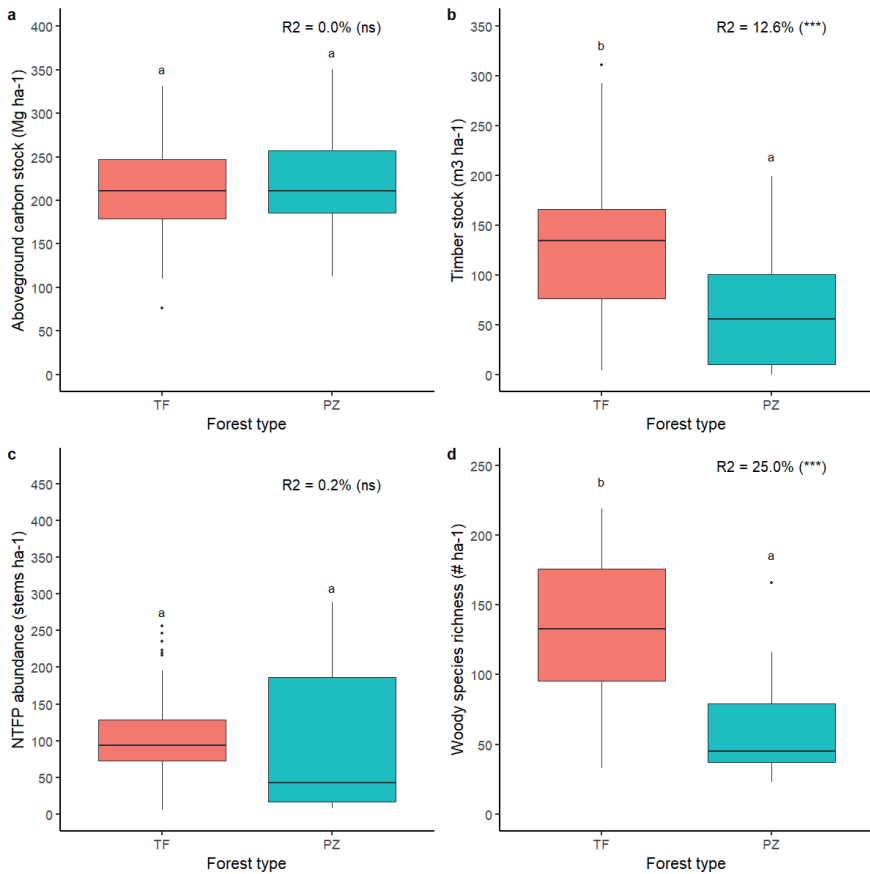 a
R2 = 0.0% (ns)
Aboveground carbon stock (Mg ha-1)
400
350
300
250
200
150
100
50
0
a
a
TF
PZ
Forest type
b
R2 = 12.6% (***)
Timber stock (m3 ha-1)
350
300
250
200
150
100
50
0
b
a
TF
PZ
Forest type
c
R2 = 0.2% (ns)
NTFP abundance (stems ha-1)
450
400
350
300
250
200
150
100
50
0
a
a
TF
PZ
Forest type
d
R2 = 25.0% (***)
Woody species richness (# ha-1)
250
200
150
100
50
0
b
a
TF
PZ
Forest type